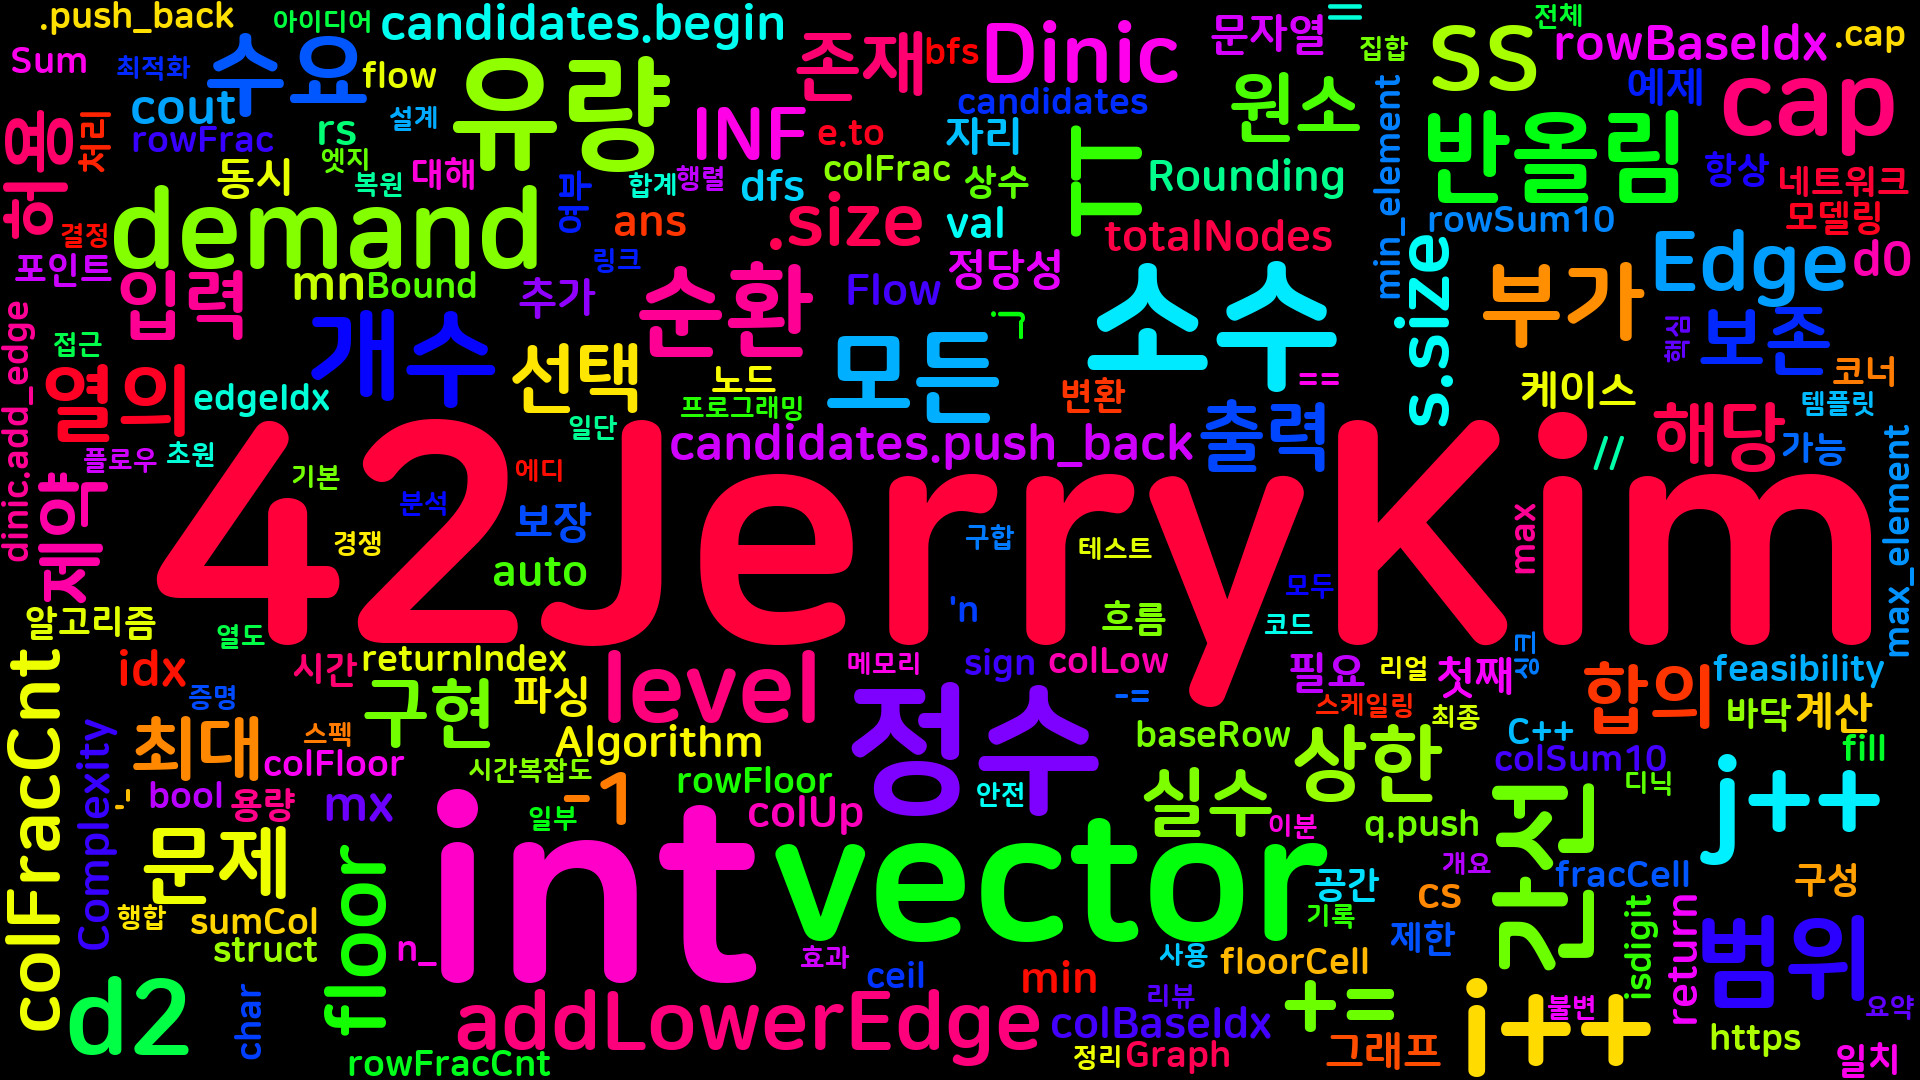 .push_back
아이디어
candidates.begin
=
전체
문자열
Sum
최적화
수요
flow
유량
존재
bfs
Dinic
집합
SS
rowBaseIdx
.cap
cout
설계
INF
candidates
원소
min_element
예제
cap
허용
처리
rowFrac
rs
엣지
e.to
자리
TT
반올림
동시
복원
대해
파
합계
행렬
dfs
colFrac
상수
Rounding
항상
네트워크
결정
demand
ans
.size
val
totalNodes
rowSum10
모델링
포인트
입력
mn
Bound
링크
추가
순환
Flow
정당성
소수
s.size
부가
Edge
d0
dinic.add_edge
접근
개수
선택
모든
노드
==
변환
케이스
보존
핵심
코너
열의
edgeIdx
프로그래밍
템플릿
플로우
초원
일단
candidates.push_back
출력
//
해당
가능
제약
기본
에디
분석
42JerryKim
경쟁
보장
구합
테스트
max
max_element
auto
'n
모두
알고리즘
열도
흐름
코드
colFracCnt
idx
시간
returnIndex
level
메모리
sign
colLow
필요
리얼
첫째
싱크
합의
feasibility
증명
구현
파싱
정수
-=
스케일링
최종
바닥
계산
Complexity
최대
스펙
Algorithm
baseRow
상한
C++
fill
colFloor
시간복잡도
rowFloor
colSum10
-'
bool
용량
mx
일부
-1
colUp
안전
실수
디닉
j++
문제
floor
int
vector
이분
q.push
간선
행합
sumCol
개요
fracCell
구성
공간
cs
struct
n_
효과
기록
제한
isdigit
return
범위
d2
char
ceil
min
사용
floorCell
addLowerEdge
리뷰
+=
i++
불변
요약
colBaseIdx
https
rowFracCnt
정리
Graph
그래프
일치